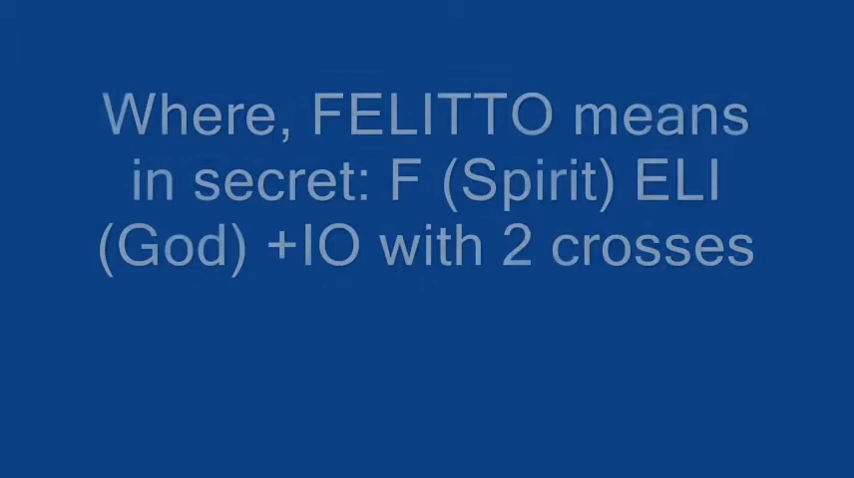 Where, FELITTO means
in secret: F (Spirit) ELI
(God) +IO with 2 crosses